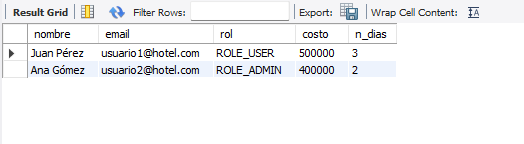 Result Grid Filter Rows: Export: Wrap Cell Content:
nombre email rol costo n_dias
Juan Pérez usuario1@hotel.com ROLE_USER 500000 3
Ana Gómez usuario2@hotel.com ROLE_ADMIN 400000 2